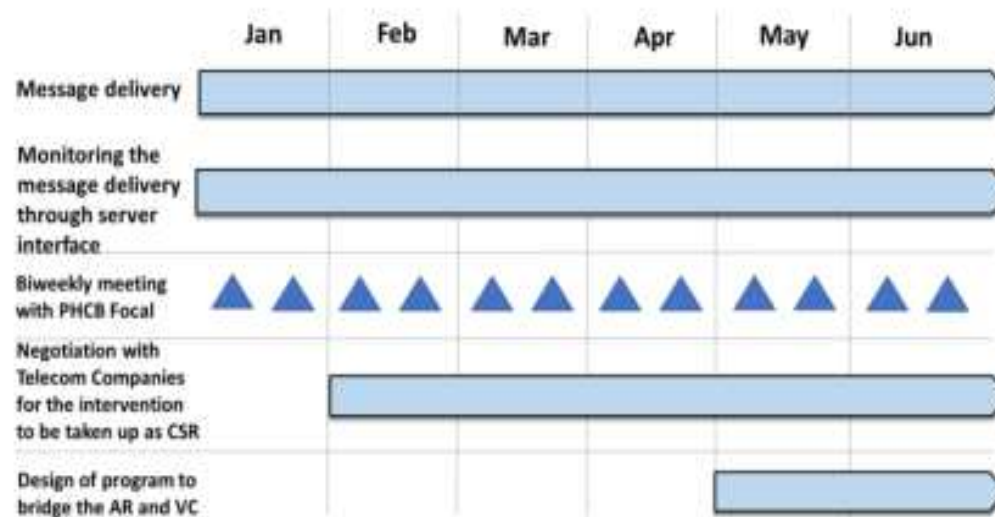 Jan Feb Mar Apr May Jun
Message delivery
Monitoring the
message delivery
through server
interface
Biweekly meeting
with PHCB Focal
Negotiation with
Telecom Companies
for the intervention
to be taken up as CSR
Design of program to
bridge the AR and VC